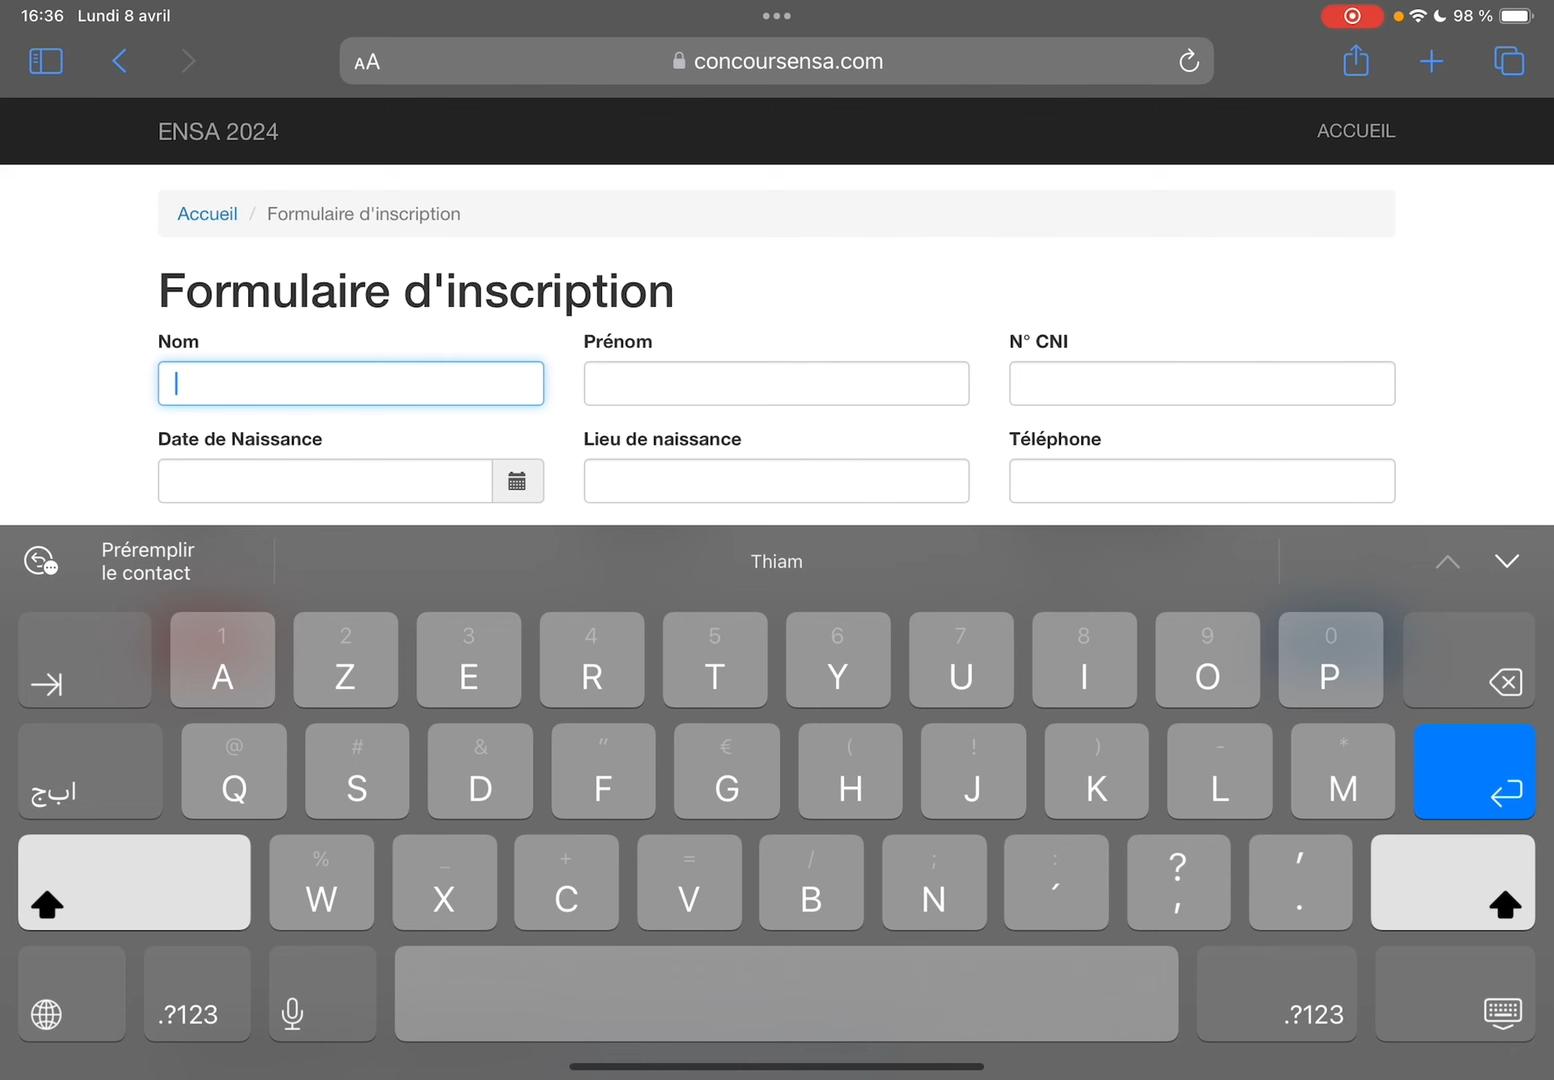 16:36 Lundi 8 avril
98 %
AA
concoursensa.com
ENSA 2024
ACCUEIL
Accueil / Formulaire d'inscription
Formulaire d'inscription
Nom
Prénom
N° CNI
Date de Naissance
Lieu de naissance
Téléphone
Préremplir
le contact
Thiam
1 2 3 4 5 6 7 8 9 0
A Z E R T Y U I O P
@ # & " € ( ! ) - *
ابج Q S D F G H J K L M
% _ + = / ; : ? '
W X C V B N ´ , .
.?123
.?123